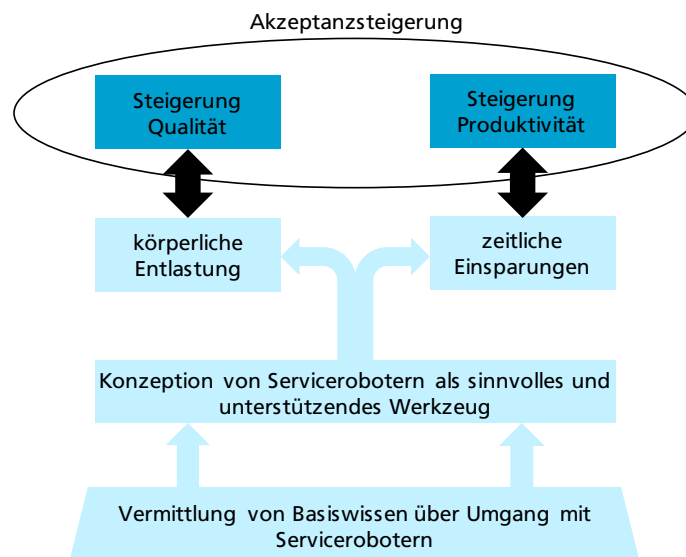 Akzeptanzsteigerung
Steigerung
Qualität
Steigerung
Produktivität
körperliche
Entlastung
zeitliche
Einsparungen
Konzeption von Servicerobotern als sinnvolles und
unterstützendes Werkzeug
Vermittlung von Basiswissen über Umgang mit
Servicerobotern